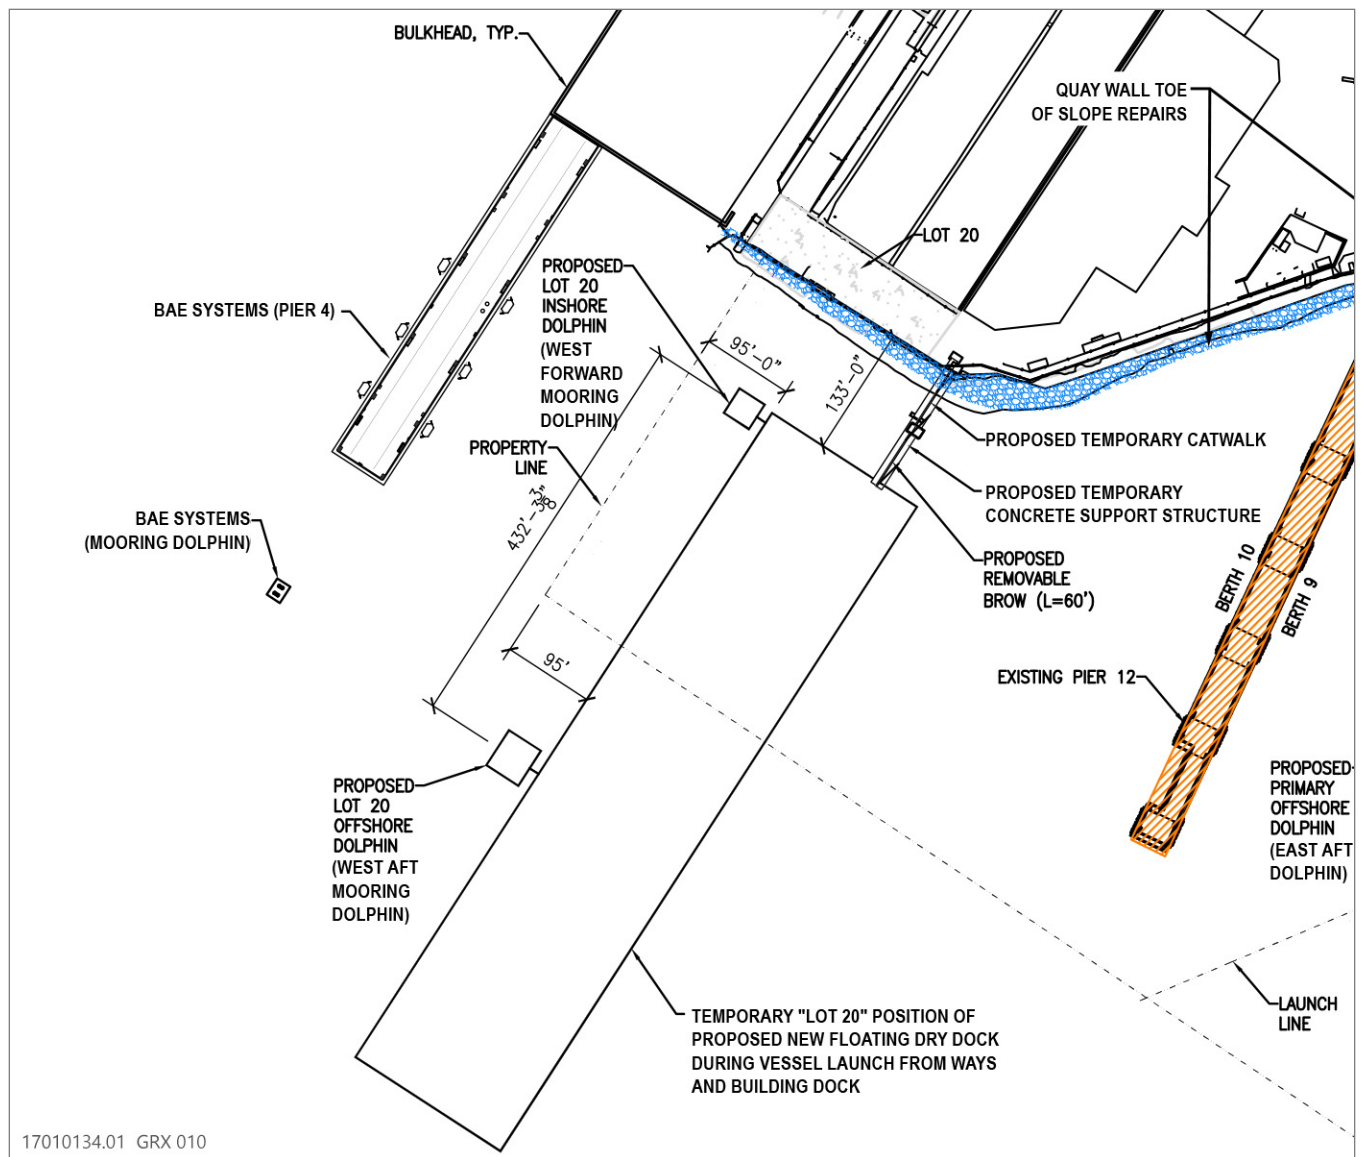 BULKHEAD, TYP.
QUAY WALL TOE
OF SLOPE REPAIRS
LOT 20
PROPOSED
LOT 20
INSHORE
DOLPHIN
(WEST
FORWARD
MOORING
DOLPHIN)
BAE SYSTEMS (PIER 4)
95'-0"
133'-0"
PROPERTY
LINE
432'-3⅜"
PROPOSED TEMPORARY CATWALK
PROPOSED TEMPORARY
CONCRETE SUPPORT STRUCTURE
BAE SYSTEMS
(MOORING DOLPHIN)
PROPOSED
REMOVABLE
BROW (L=60')
BERTH 10
BERTH 9
95'
EXISTING PIER 12
PROPOSED
LOT 20
OFFSHORE
DOLPHIN
(WEST AFT
MOORING
DOLPHIN)
PROPOSED
PRIMARY
OFFSHORE
DOLPHIN
(EAST AFT
DOLPHIN)
LAUNCH
LINE
TEMPORARY "LOT 20" POSITION OF
PROPOSED NEW FLOATING DRY DOCK
DURING VESSEL LAUNCH FROM WAYS
AND BUILDING DOCK
17010134.01 GRX 010